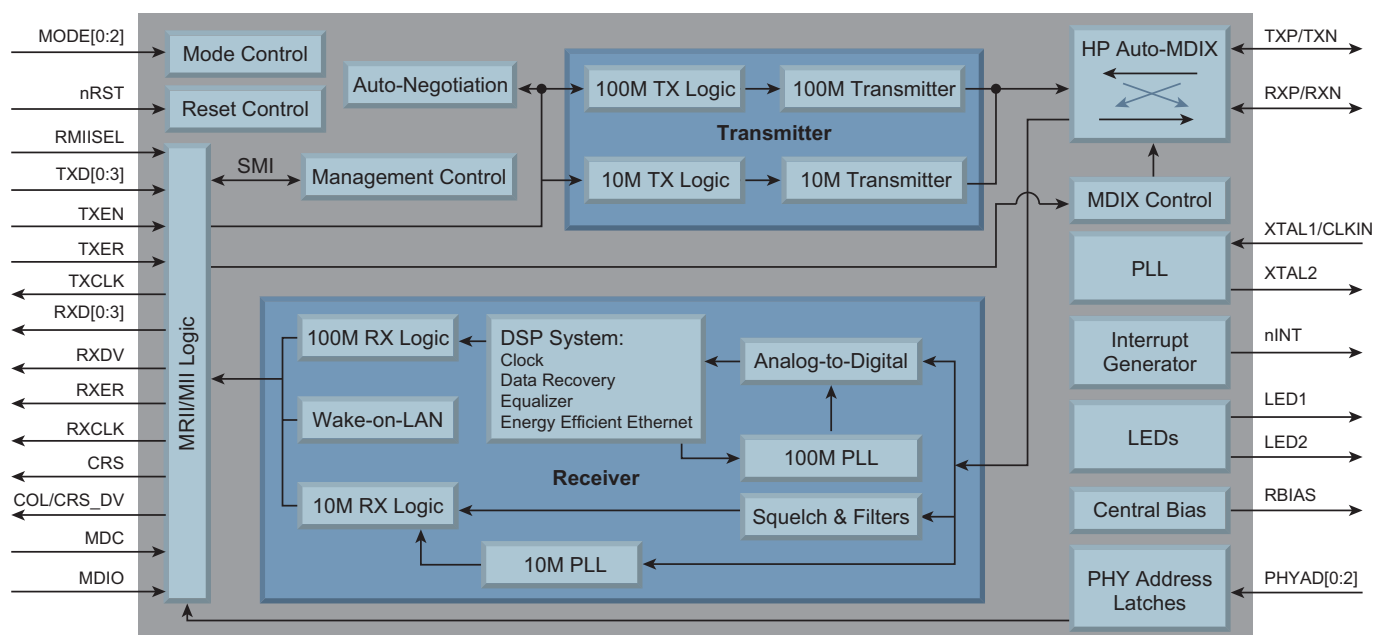 MODE[0:2]
nRST
RMIISEL
TXD[0:3]
TXEN
TXER
TXCLK
RXD[0:3]
RXDV
RXER
RXCLK
CRS
COL/CRS_DV
MDC
MDIO
Mode Control
Reset Control
MRII/MII Logic
SMI
Auto-Negotiation
Management Control
100M TX Logic
100M Transmitter
Transmitter
10M TX Logic
10M Transmitter
100M RX Logic
Wake-on-LAN
10M RX Logic
DSP System:
Clock
Data Recovery
Equalizer
Energy Efficient Ethernet
Analog-to-Digital
100M PLL
Receiver
Squelch & Filters
10M PLL
HP Auto-MDIX
MDIX Control
PLL
Interrupt
Generator
LEDs
Central Bias
PHY Address
Latches
TXP/TXN
RXP/RXN
XTAL1/CLKIN
XTAL2
nINT
LED1
LED2
RBIAS
PHYAD[0:2]